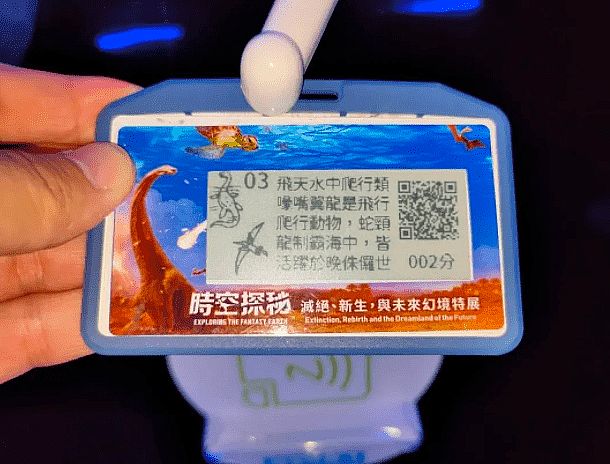 03 飛天水中爬行類
喙嘴翼龍是飛行
爬行動物,蛇頸
龍制霸海中,皆
活躍於晚侏儸世
002分
時空探秘
EXPLORING THE FANTASY EARTH
滅絕、新生,與未來幻境特展
Extinction, Rebirth and the Dreamland of the Future